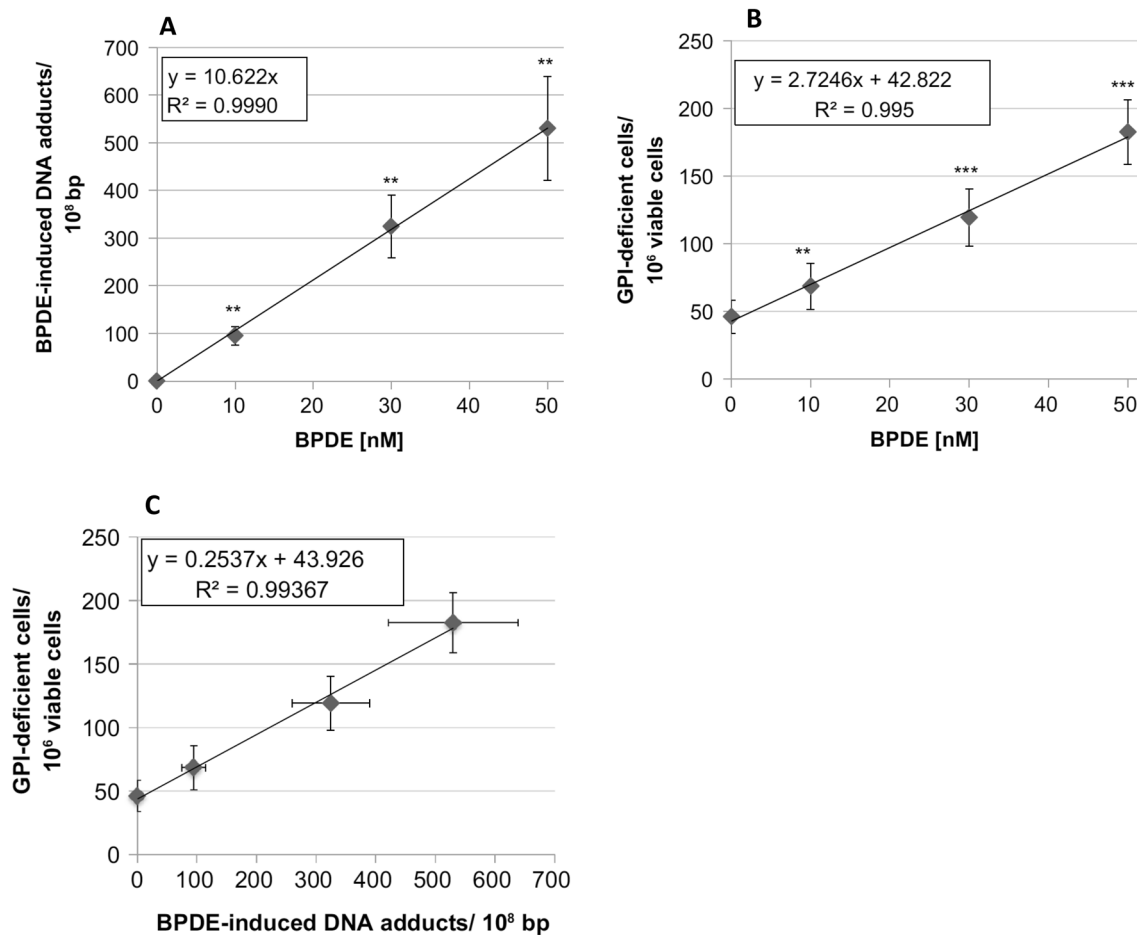 A
BPDE-induced DNA adducts/
10⁸ bp
700
600
500
400
300
200
100
0
y = 10.622x
R² = 0.9990
**
**
**
0 10 20 30 40 50
BPDE [nM]
B
GPI-deficient cells/
10⁶ viable cells
250
200
150
100
50
0
y = 2.7246x + 42.822
R² = 0.995
**
***
***
0 10 20 30 40 50
BPDE [nM]
C
GPI-deficient cells/
10⁶ viable cells
250
200
150
100
50
0
y = 0.2537x + 43.926
R² = 0.99367
0 100 200 300 400 500 600 700
BPDE-induced DNA adducts/ 10⁸ bp